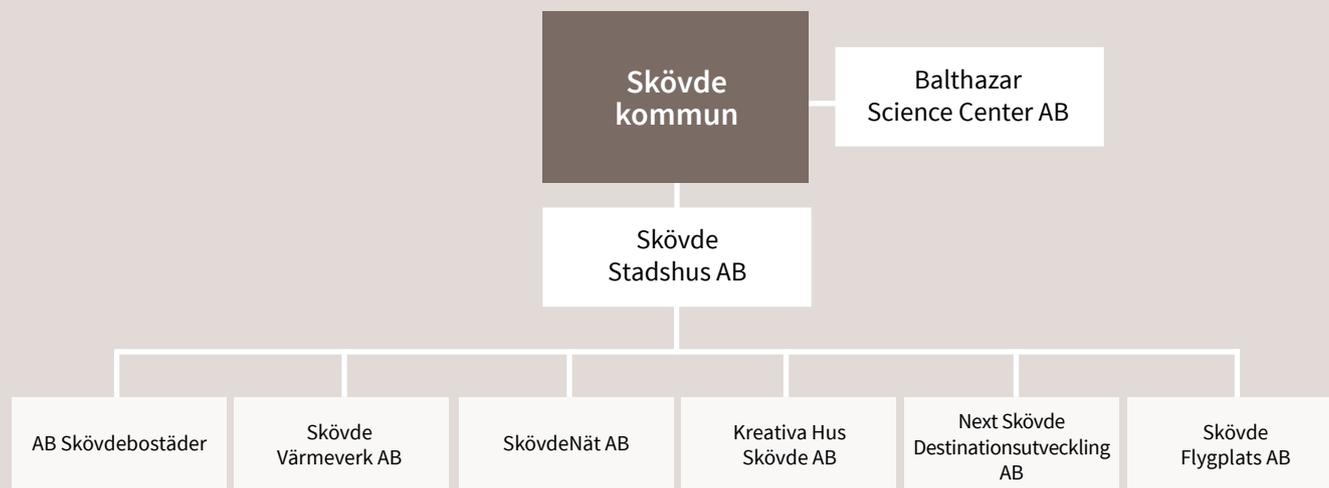 Skövde
kommun
Balthazar
Science Center AB
Skövde
Stadshus AB
AB Skövdebostäder
Skövde
Värmeverk AB
SkövdeNät AB
Kreativa Hus
Skövde AB
Next Skövde
Destinationsutveckling
AB
Skövde
Flygplats AB